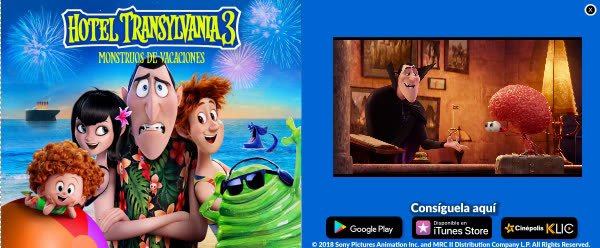 HOTEL TRANSYLVANIA 3
MONSTRUOS DE VACACIONES
X
Consíguela aquí
Google Play
Disponible en
iTunes Store
Cinépolis KLIC
© 2018 Sony Pictures Animation Inc. and MRC II Distribution Company L.P. All Rights Reserved.